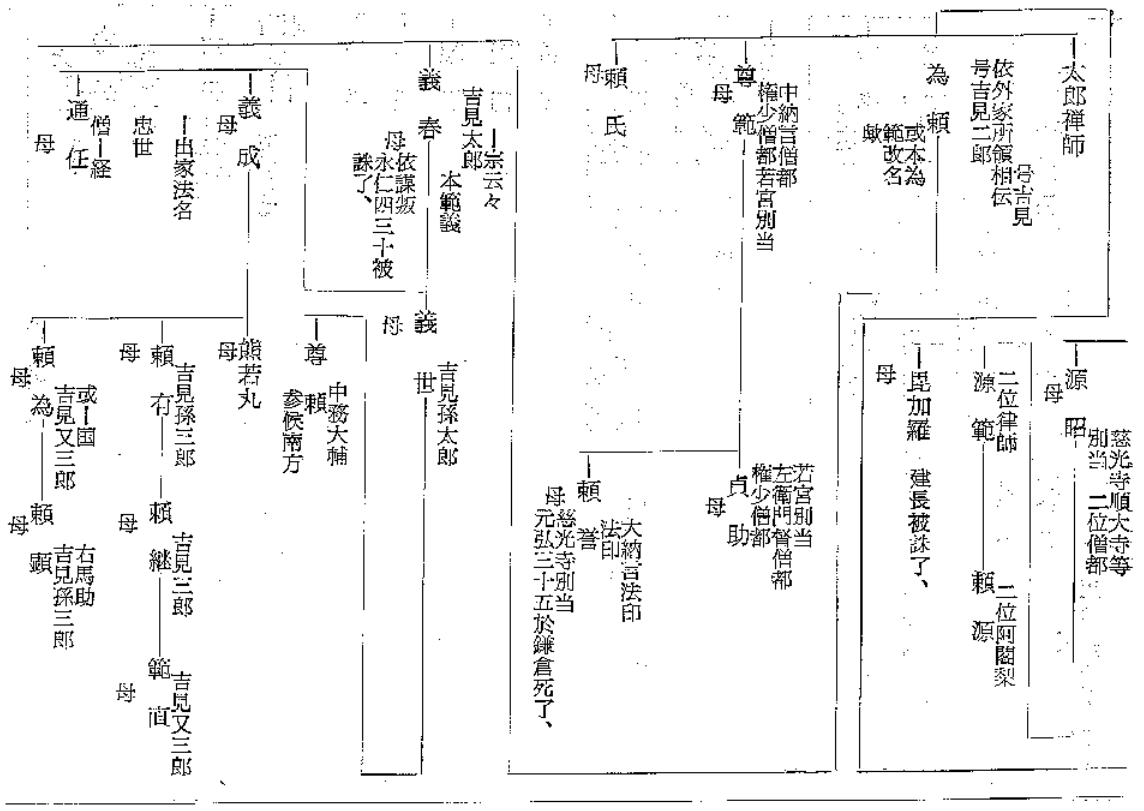 太郎禅師
号吉見
依外家所領相伝
号吉見二郎
為頼
或本為
範改名
歟
中納言僧都
権少僧都若宮別当
尊範
母
頼氏
母
慈光寺順大寺等
別当　二位僧都
源昭
母
二位律師
源範
二位阿闍梨
頼源
毘加羅　建長被誅了、
母
若宮別当
左衛門督僧都
権少僧都
貞助
母
大納言法印
法印
頼誉
慈光寺別当
母
元弘三十五於鎌倉死了、
ー宗云々
吉見太郎
本範義
義春
母
依謀叛
永仁四三十被
誅了、
吉見孫太郎
義世
母
中務大輔
尊頼
参候南方
義成
母
ー出家法名
忠世
僧ー経
通任
母
熊若丸
母
吉見孫三郎
頼有
母
吉見三郎
頼継
母
吉見又三郎
範直
母
或ー国
吉見又三郎
頼為
母
右馬助
吉見孫三郎
頼顕
母